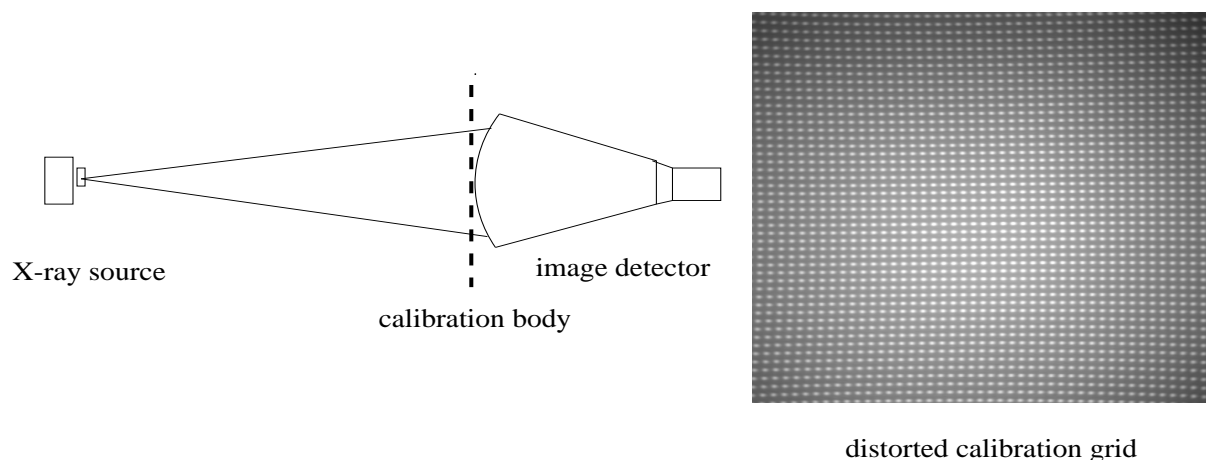 X-ray source
image detector
calibration body
distorted calibration grid